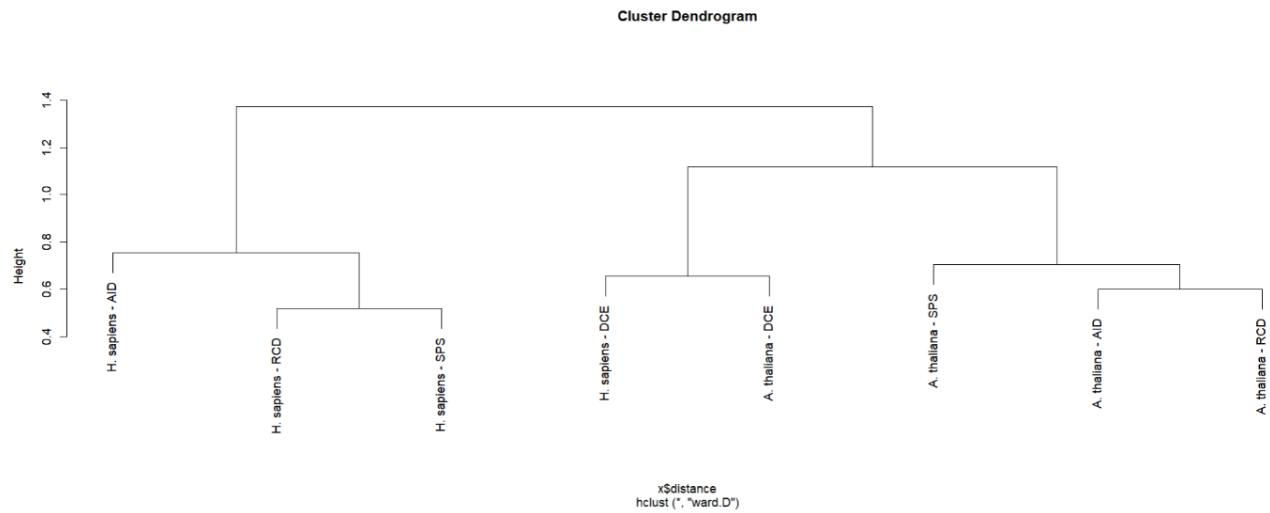 Cluster Dendrogram
Height
1.4
1.2
1.0
0.8
0.6
0.4
H. sapiens - AID
H. sapiens - RCD
H. sapiens - SPS
H. sapiens - DCE
A. thaliana - DCE
A. thaliana - SPS
A. thaliana - AID
A. thaliana - RCD
x$distance
hclust (*, "ward.D")